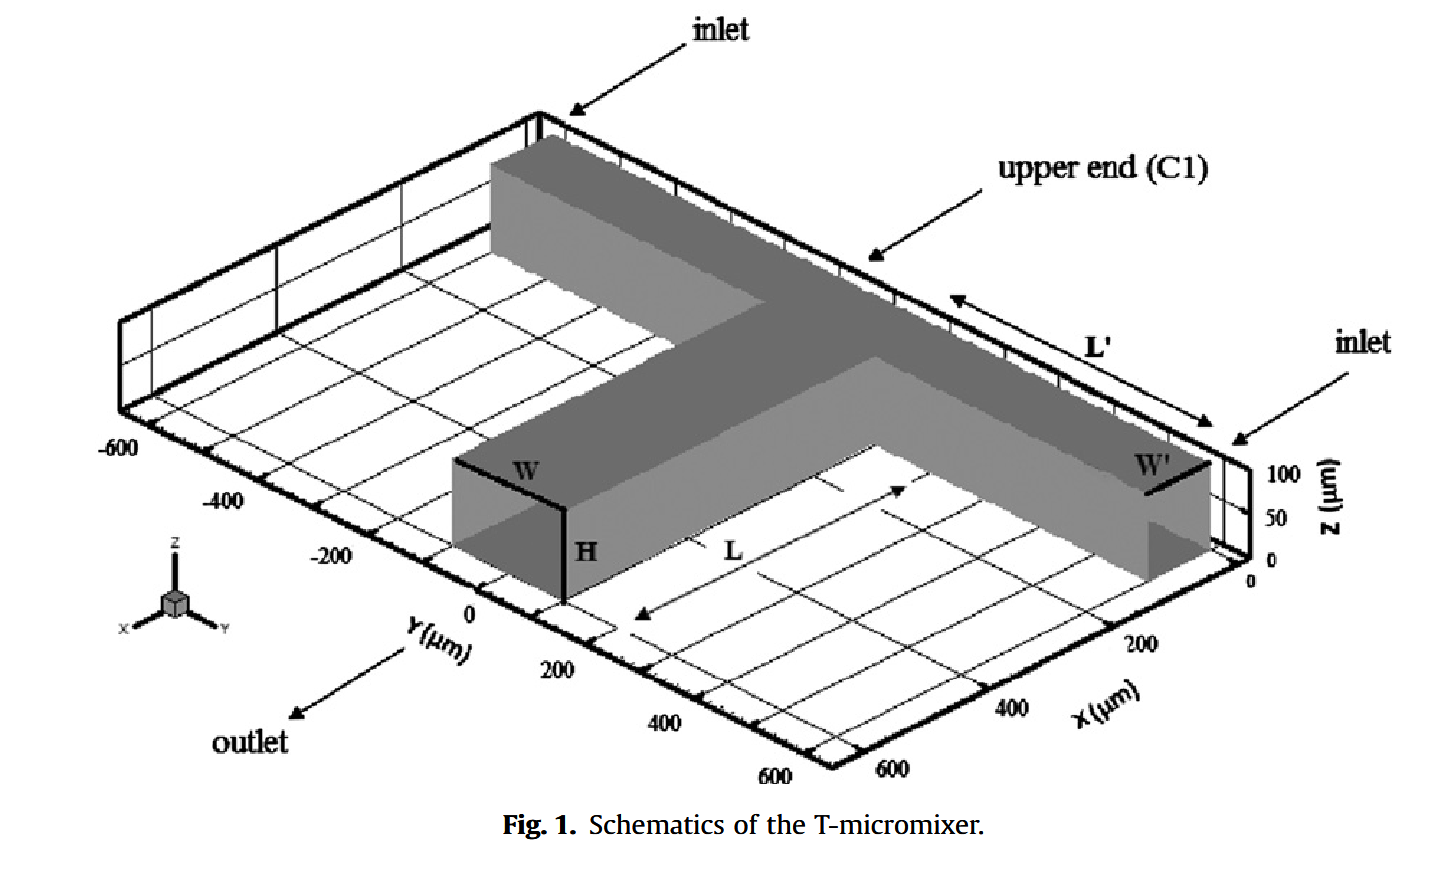 inlet
upper end (C1)
L'
inlet
W'
100
50
0
Z (µm)
-600
-400
-200
0
200
400
600
Y(µm)
W
H
L
0
200
400
600
X(µm)
Z
X
Y
outlet
Fig. 1. Schematics of the T-micromixer.